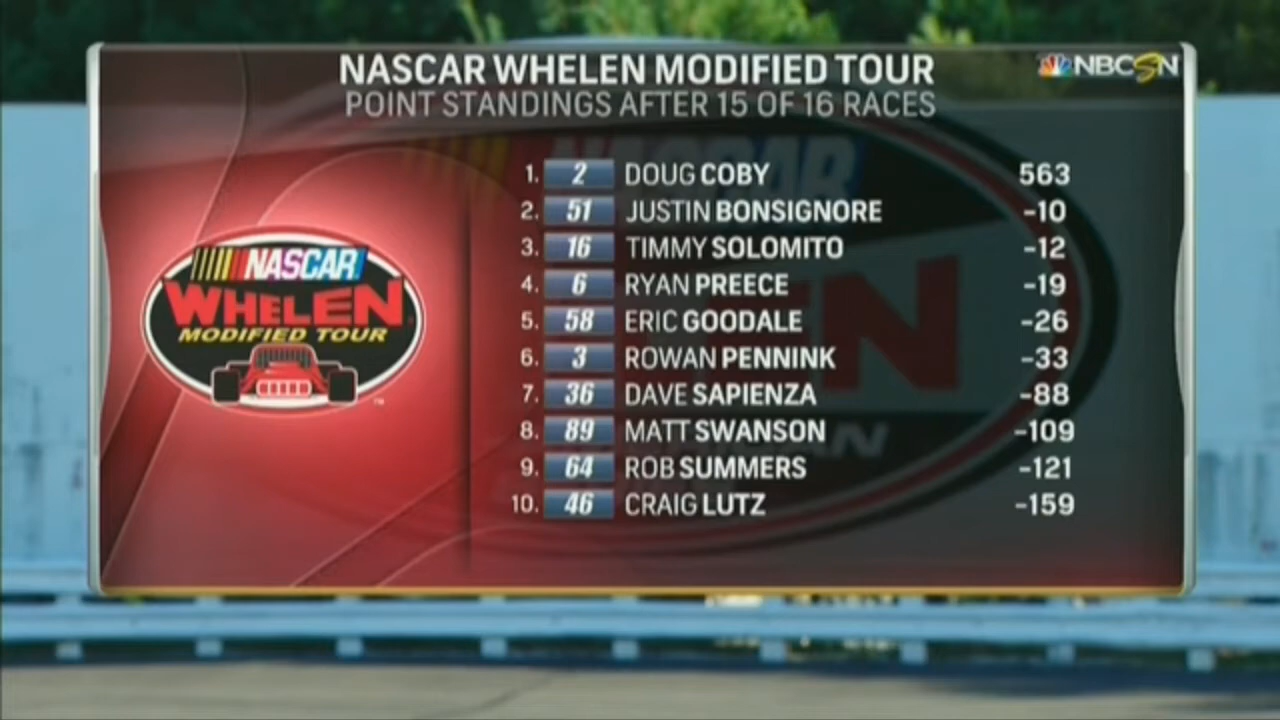 NASCAR WHELEN MODIFIED TOUR
NBCSN
POINT STANDINGS AFTER 15 OF 16 RACES
1. 2 DOUG COBY 563
2. 51 JUSTIN BONSIGNORE -10
3. 16 TIMMY SOLOMITO -12
4. 6 RYAN PREECE -19
5. 58 ERIC GOODALE -26
6. 3 ROWAN PENNINK -33
7. 36 DAVE SAPIENZA -88
8. 89 MATT SWANSON -109
9. 64 ROB SUMMERS -121
10. 46 CRAIG LUTZ -159
NASCAR
WHELEN
MODIFIED TOUR
TM